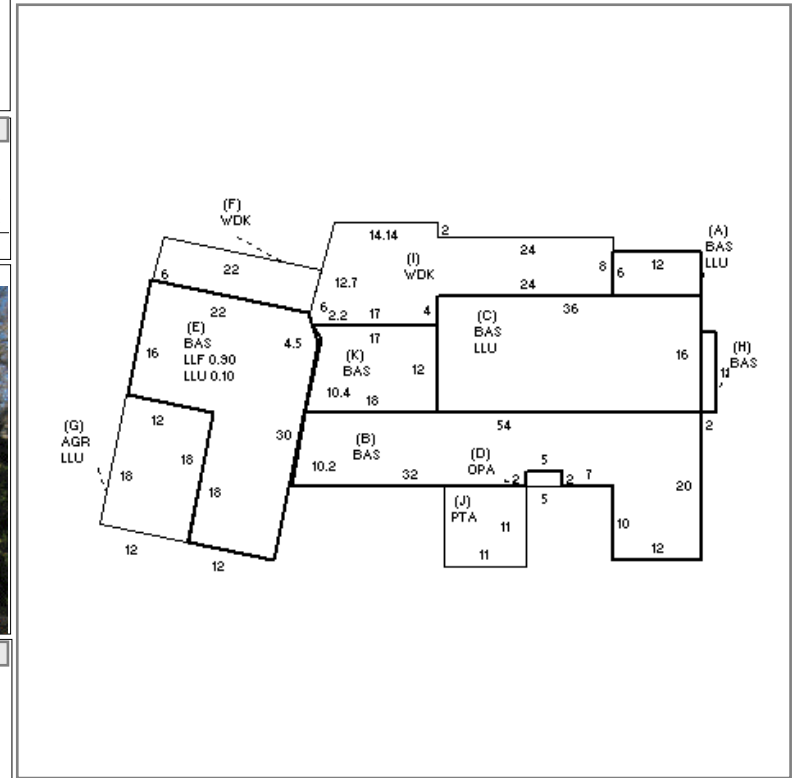 (F)
WDK
22
6
22
(E)
BAS
LLF 0.90
LLU 0.10
16
4.5
30
12
18
18
18
(G)
AGR
LLU
12
12
14.14
2
(I)
WDK
12.7
6
2.2
17
4
24
24
8
6
12
(A)
BAS
LLU
36
(C)
BAS
LLU
16
(H)
BAS
11
2
17
(K)
BAS
12
10.4
18
54
(B)
BAS
10.2
32
(D)
OPA
5
2
2
7
5
20
10
12
(J)
PTA
11
11